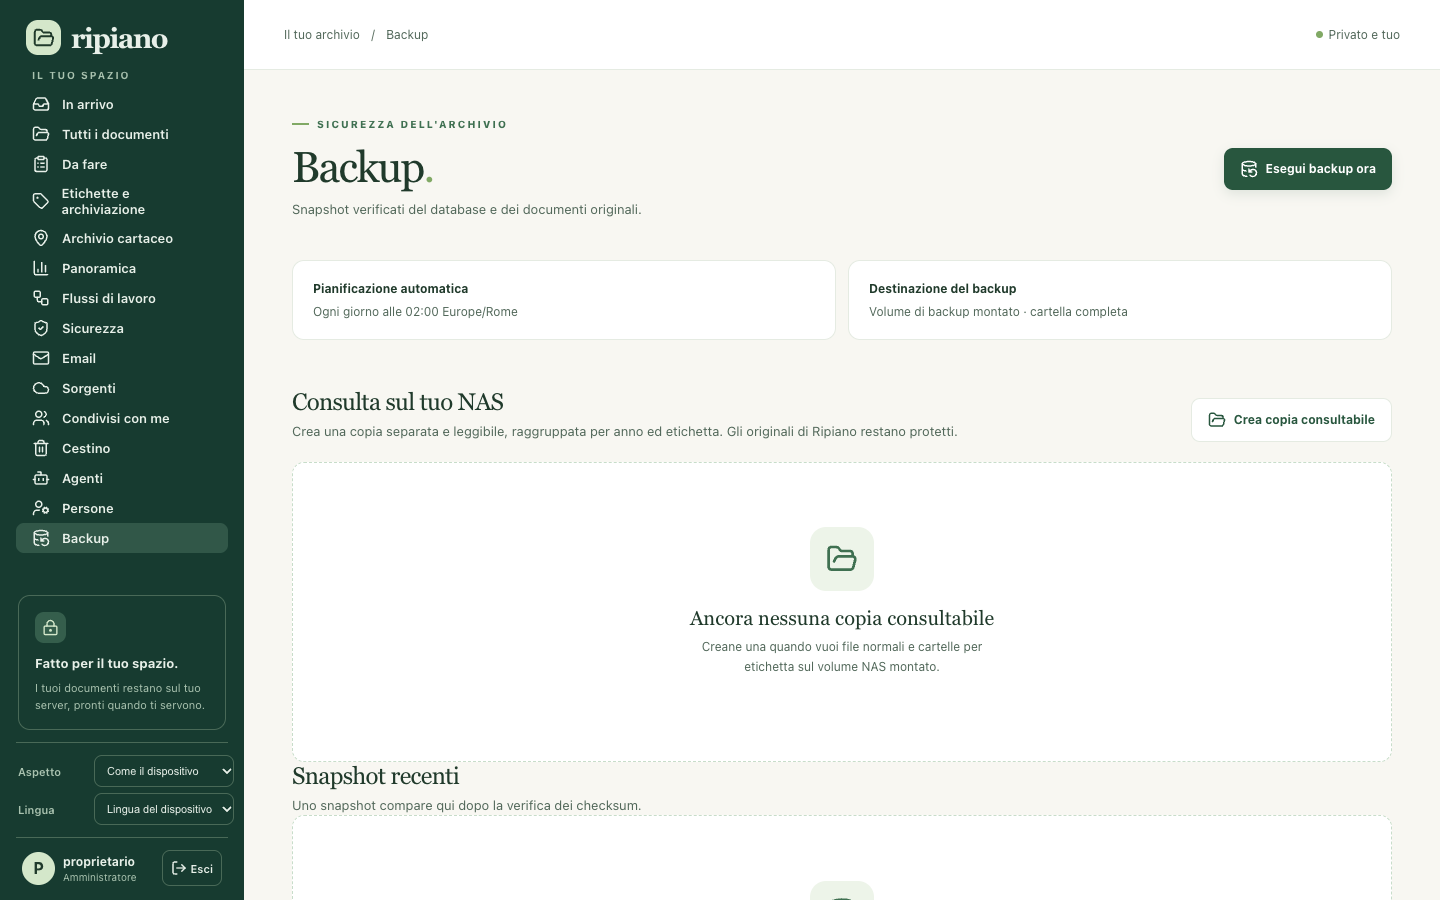 ripiano
IL TUO SPAZIO
In arrivo
Tutti i documenti
Da fare
Etichette e
archiviazione
Archivio cartaceo
Panoramica
Flussi di lavoro
Sicurezza
Email
Sorgenti
Condivisi con me
Cestino
Agenti
Persone
Backup
Fatto per il tuo spazio.
I tuoi documenti restano sul tuo
server, pronti quando ti servono.
Aspetto
Come il dispositivo
Lingua
Lingua del dispositivo
P
proprietario
Amministratore
Esci
Il tuo archivio / Backup
Privato e tuo
SICUREZZA DELL'ARCHIVIO
Backup.
Snapshot verificati del database e dei documenti originali.
Esegui backup ora
Pianificazione automatica
Ogni giorno alle 02:00 Europe/Rome
Destinazione del backup
Volume di backup montato · cartella completa
Consulta sul tuo NAS
Crea una copia separata e leggibile, raggruppata per anno ed etichetta. Gli originali di Ripiano restano protetti.
Crea copia consultabile
Ancora nessuna copia consultabile
Creane una quando vuoi file normali e cartelle per
etichetta sul volume NAS montato.
Snapshot recenti
Uno snapshot compare qui dopo la verifica dei checksum.